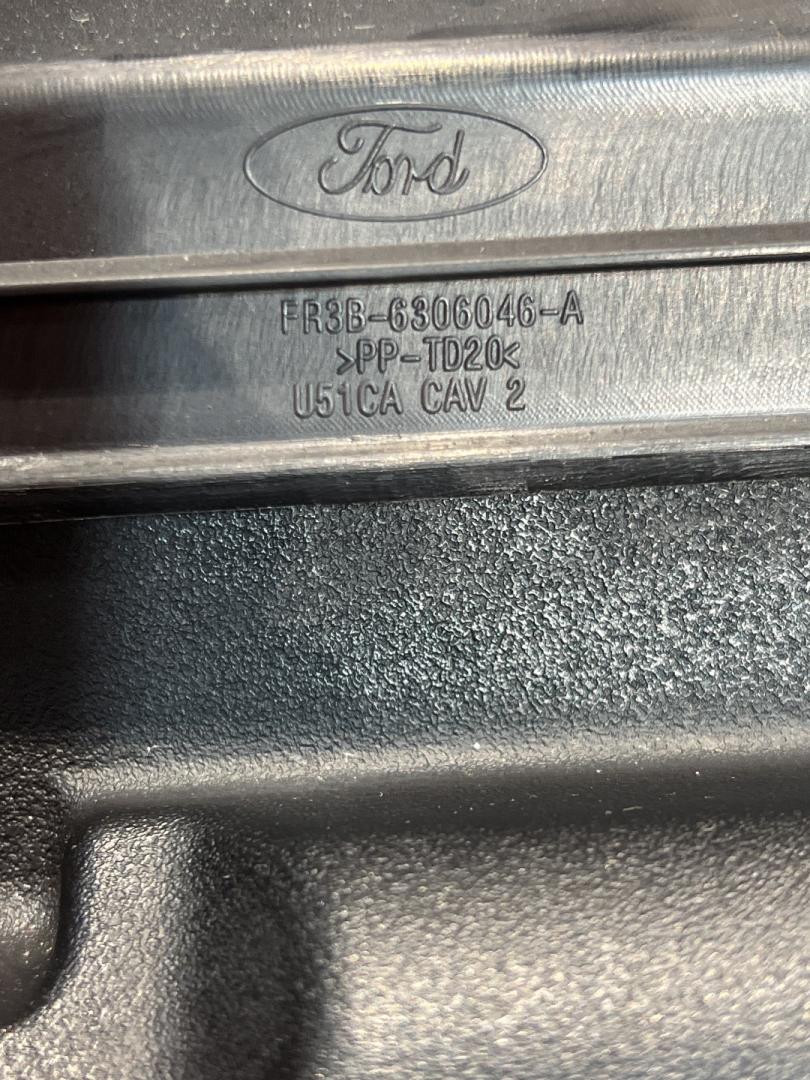 Ford
FR3B-6306046-A
>PP-TD20<
U51CA CAV 2